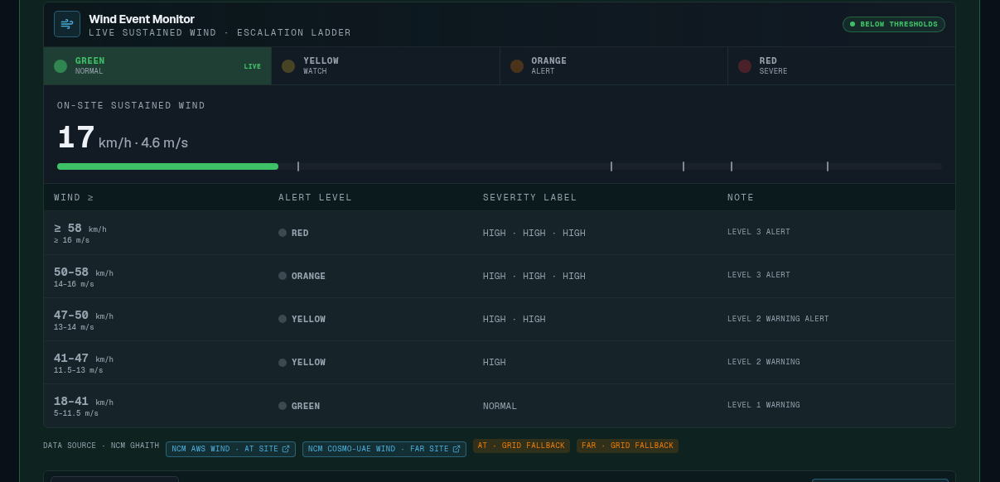 Wind Event Monitor
LIVE SUSTAINED WIND · ESCALATION LADDER
BELOW THRESHOLDS
GREEN
NORMAL
LIVE
YELLOW
WATCH
ORANGE
ALERT
RED
SEVERE
ON-SITE SUSTAINED WIND
17 km/h · 4.6 m/s
WIND ≥ ALERT LEVEL SEVERITY LABEL NOTE
≥ 58 km/h
≥ 16 m/s
RED HIGH · HIGH · HIGH LEVEL 3 ALERT
50–58 km/h
14–16 m/s
ORANGE HIGH · HIGH · HIGH LEVEL 3 ALERT
47–50 km/h
13–14 m/s
YELLOW HIGH · HIGH LEVEL 2 WARNING ALERT
41–47 km/h
11.5–13 m/s
YELLOW HIGH LEVEL 2 WARNING
18–41 km/h
5–11.5 m/s
GREEN NORMAL LEVEL 1 WARNING
DATA SOURCE · NCM GHAITH NCM AWS WIND · AT SITE NCM COSMO-UAE WIND · FAR SITE AT · GRID FALLBACK FAR · GRID FALLBACK